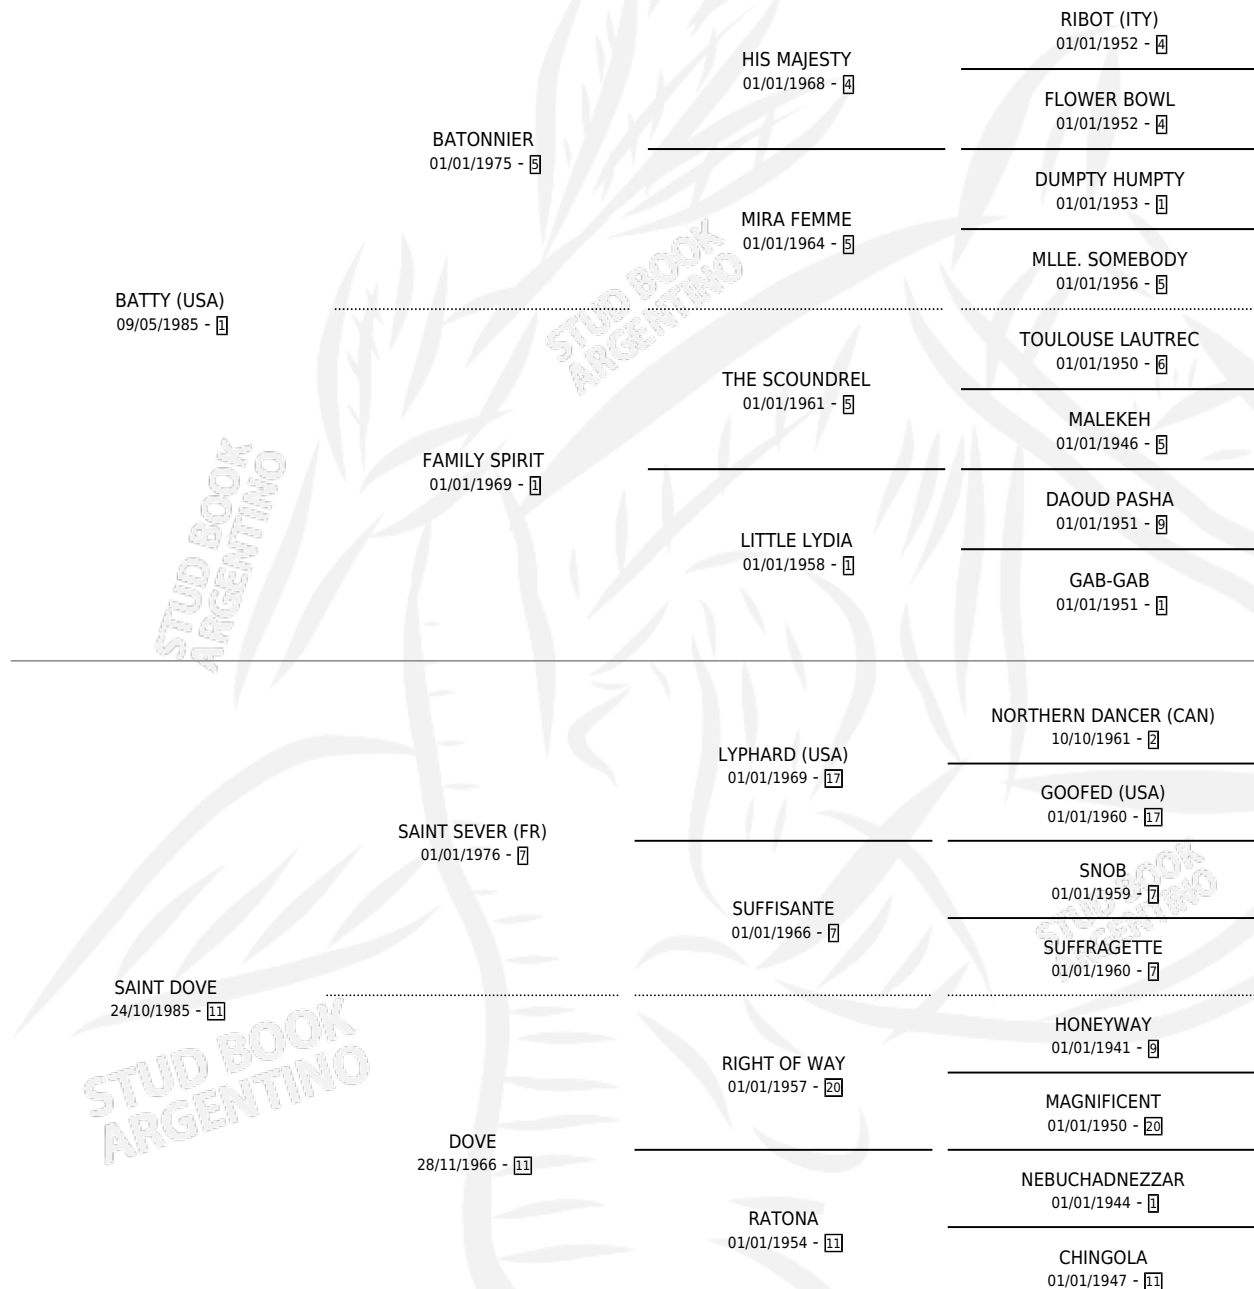 RIBOT (ITY)
01/01/1952 - 4
HIS MAJESTY
01/01/1968 - 4
FLOWER BOWL
01/01/1952 - 4
BATONNIER
01/01/1975 - 5
DUMPTY HUMPTY
01/01/1953 - 1
MIRA FEMME
01/01/1964 - 5
MLLE. SOMEBODY
01/01/1956 - 5
BATTY (USA)
09/05/1985 - 1
TOULOUSE LAUTREC
01/01/1950 - 6
THE SCOUNDREL
01/01/1961 - 5
MALEKEH
01/01/1946 - 5
FAMILY SPIRIT
01/01/1969 - 1
DAOUD PASHA
01/01/1951 - 9
LITTLE LYDIA
01/01/1958 - 1
GAB-GAB
01/01/1951 - 1
STUD BOOK
ARGENTINO
STUD BOOK
ARGENTINO
NORTHERN DANCER (CAN)
10/10/1961 - 2
LYPHARD (USA)
01/01/1969 - 17
GOOFED (USA)
01/01/1960 - 17
SAINT SEVER (FR)
01/01/1976 - 7
SNOB
01/01/1959 - 7
SUFFISANTE
01/01/1966 - 7
SUFFRAGETTE
01/01/1960 - 7
STUD BOOK
ARGENTINO
SAINT DOVE
24/10/1985 - 11
HONEYWAY
01/01/1941 - 9
RIGHT OF WAY
01/01/1957 - 20
MAGNIFICENT
01/01/1950 - 20
DOVE
28/11/1966 - 11
NEBUCHADNEZZAR
01/01/1944 - 1
RATONA
01/01/1954 - 11
CHINGOLA
01/01/1947 - 11
STUD BOOK
ARGENTINO